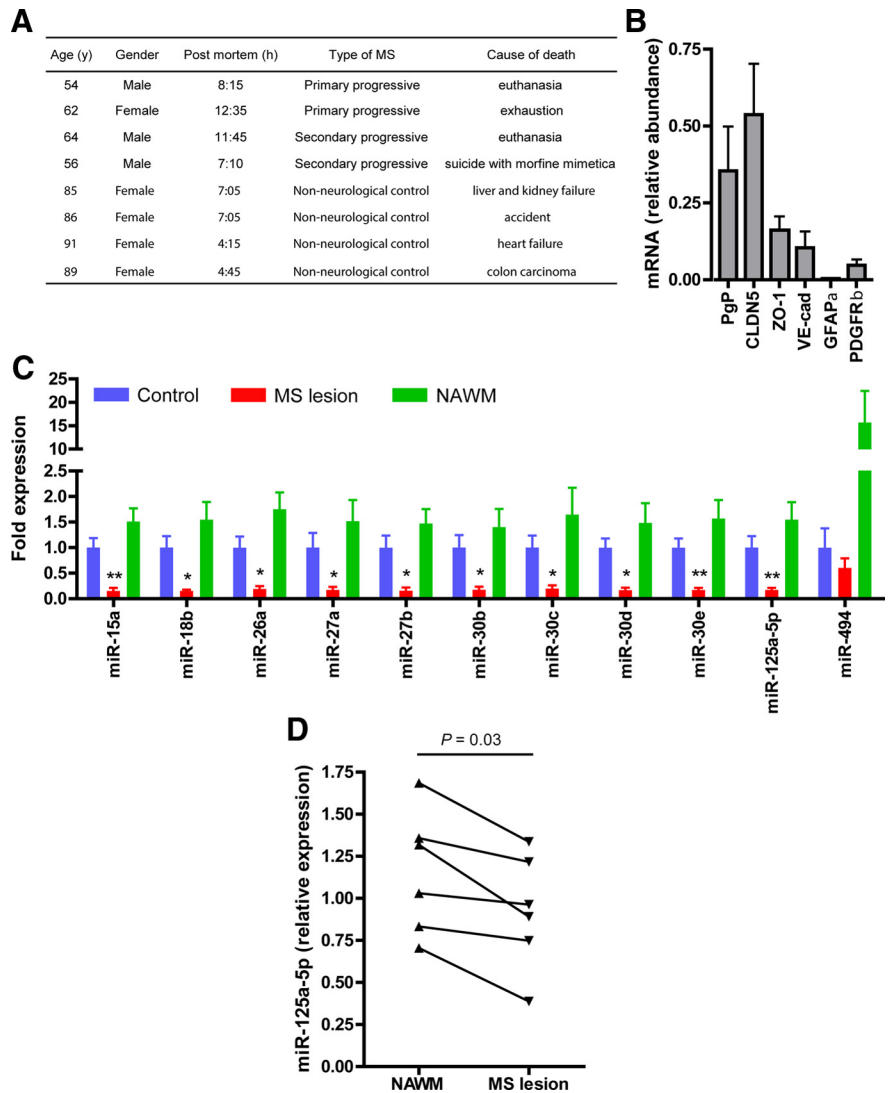 A
Age (y) Gender Post mortem (h) Type of MS Cause of death
54 Male 8:15 Primary progressive euthanasia
62 Female 12:35 Primary progressive exhaustion
64 Male 11:45 Secondary progressive euthanasia
56 Male 7:10 Secondary progressive suicide with morfine mimetica
85 Female 7:05 Non-neurological control liver and kidney failure
86 Female 7:05 Non-neurological control accident
91 Female 4:15 Non-neurological control heart failure
89 Female 4:45 Non-neurological control colon carcinoma
B
mRNA (relative abundance)
0.75
0.50
0.25
0.00
PgP
CLDN5
ZO-1
VE-cad
GFAPa
PDGFRb
C
Fold expression
25
20
15
10
2.5
2.0
1.5
1.0
0.5
0.0
Control MS lesion NAWM
** * * * * * * * ** **
miR-15a
miR-18b
miR-26a
miR-27a
miR-27b
miR-30b
miR-30c
miR-30d
miR-30e
miR-125a-5p
miR-494
D
P = 0.03
miR-125a-5p (relative expression)
1.75
1.50
1.25
1.00
0.75
0.50
0.25
0.00
NAWM MS lesion